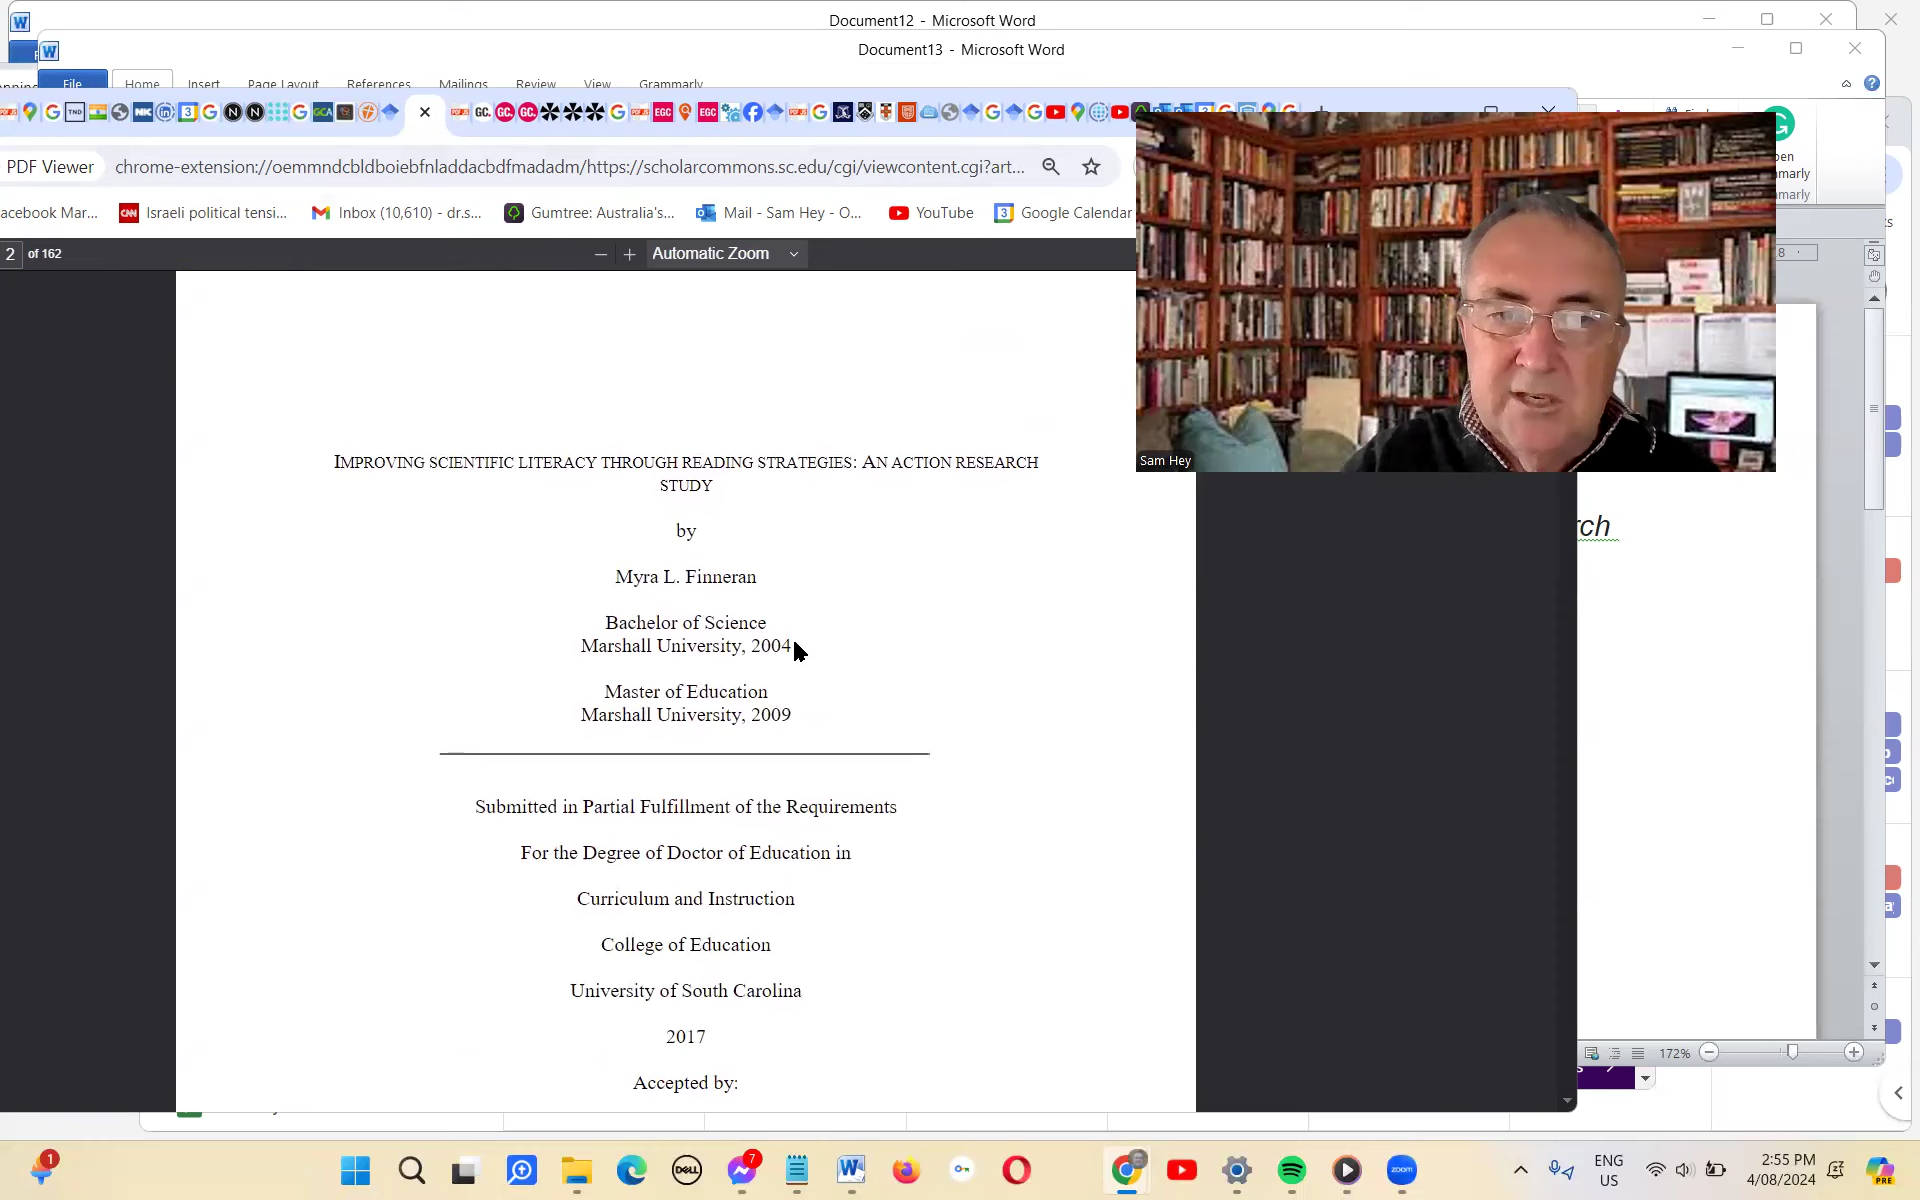 Document12 - Microsoft Word
Document13 - Microsoft Word
File Home Insert Page Layout References Mailings Review View Grammarly
PDF Viewer
chrome-extension://oemmndcbldboiebfnladdacbdfmadadm/https://scholarcommons.sc.edu/cgi/viewcontent.cgi?art...
acebook Mar... Israeli political tensi... Inbox (10,610) - dr.s... Gumtree: Australia's... Mail - Sam Hey - O... YouTube Google Calendar
2 of 162
Automatic Zoom
IMPROVING SCIENTIFIC LITERACY THROUGH READING STRATEGIES: AN ACTION RESEARCH
STUDY
by
Myra L. Finneran
Bachelor of Science
Marshall University, 2004
Master of Education
Marshall University, 2009
Submitted in Partial Fulfillment of the Requirements
For the Degree of Doctor of Education in
Curriculum and Instruction
College of Education
University of South Carolina
2017
Accepted by:
Sam Hey
rch
172%
ENG
US
2:55 PM
4/08/2024